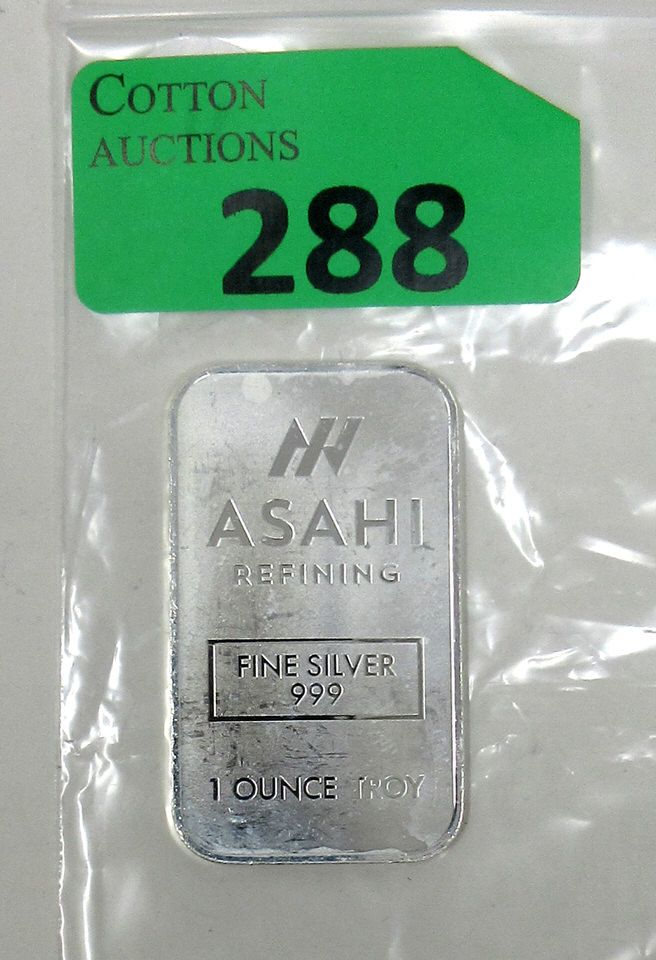 COTTON
AUCTIONS
288
ASAHI
REFINING
FINE SILVER
999
1 OUNCE TROY